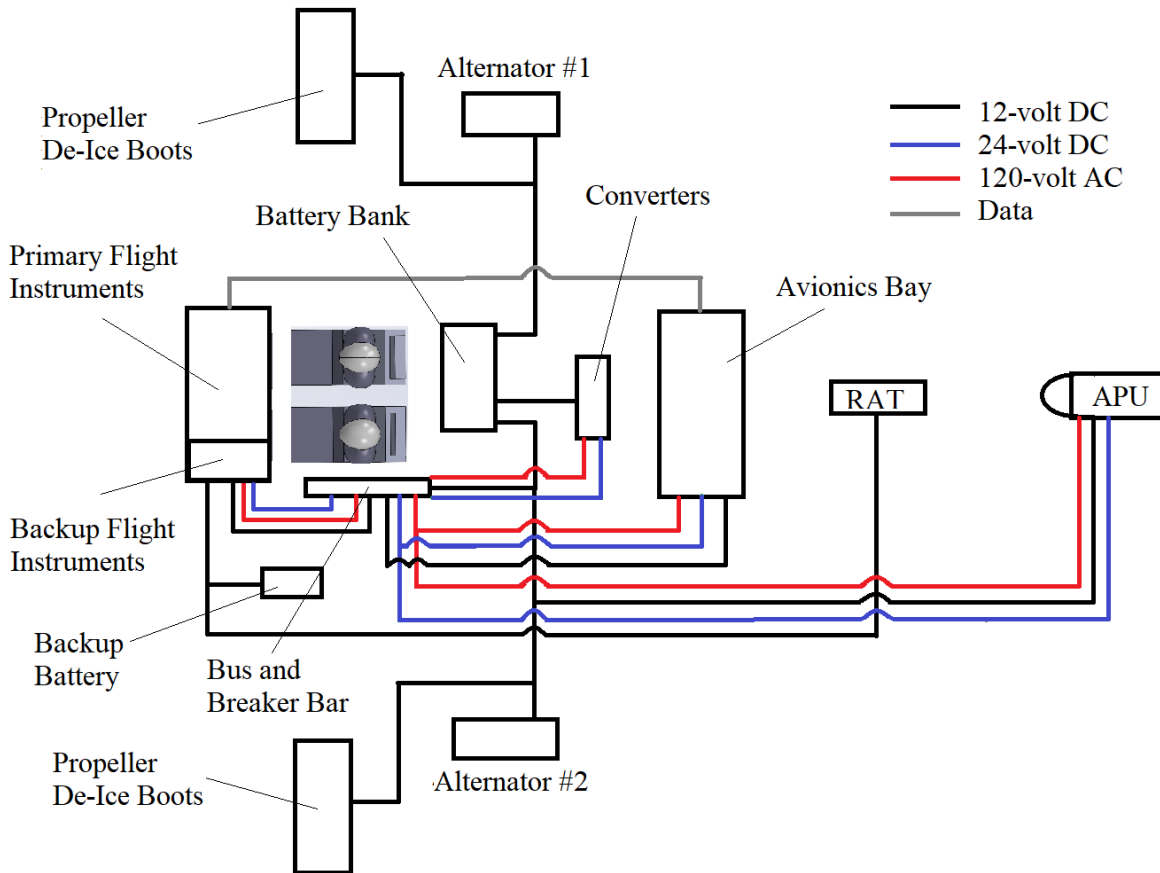 Alternator #1
Propeller
De-Ice Boots
12-volt DC
24-volt DC
120-volt AC
Data
Converters
Battery Bank
Primary Flight
Instruments
Avionics Bay
RAT
APU
Backup Flight
Instruments
Backup
Battery
Bus and
Breaker Bar
Propeller
De-Ice Boots
Alternator #2